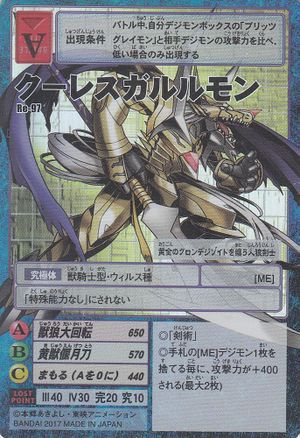 出現条件
バトル中、自分デジモンボックスの「ブリッツ
グレイモン」と相手デジモンの攻撃力を比べ、
低い場合のみ出現する
クーレスガルルモン
Re-97
黄金のクロンデジゾイドを纏う人狼剣士
究極体
獣騎士型・ウィルス種
[ME]
「特殊能力なし」にされない
A 獣狼大回転 650
B 黄獣偃月刀 570
C まもる (Aを0に) 440
◎「剣術」
◎手札の[ME]デジモン1枚を
捨てる毎に、攻撃力が+400
される(最大2枚)
LOST POINT
III40 IV30 完20 究10
©本郷あきよし・東映アニメーション
BANDAI 2017 MADE IN JAPAN